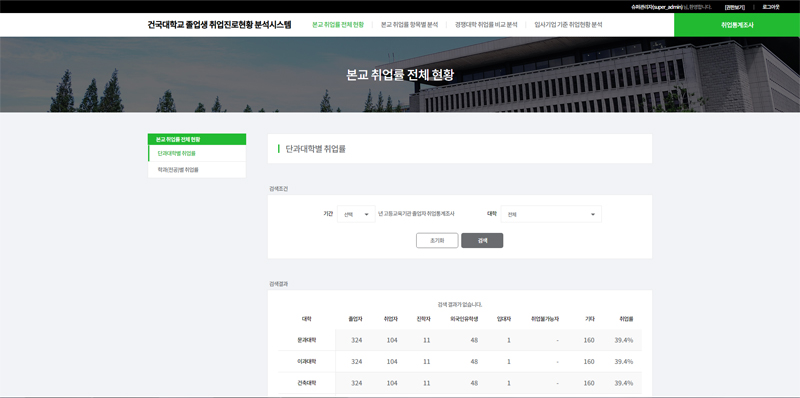 슈퍼관리자(super_admin)님, 환영합니다. [권한보기] 로그아웃
건국대학교 졸업생 취업진로현황 분석시스템 본교 취업률 전체 현황 본교 취업률 항목별 분석 경쟁대학 취업률 비교 분석 입사기업 기준 취업현황 분석 취업통계조사
본교 취업률 전체 현황
본교 취업률 전체 현황
단과대학별 취업률
학과(전공)별 취업률
단과대학별 취업률
검색조건
기간 선택 년 고등교육기관 졸업자 취업통계조사 대학 전체
초기화 검색
검색결과
검색 결과가 없습니다.
대학 졸업자 취업자 진학자 외국인유학생 입대자 취업불가능자 기타 취업률
문과대학 324 104 11 48 1 - 160 39.4%
이과대학 324 104 11 48 1 - 160 39.4%
건축대학 324 104 11 48 1 - 160 39.4%